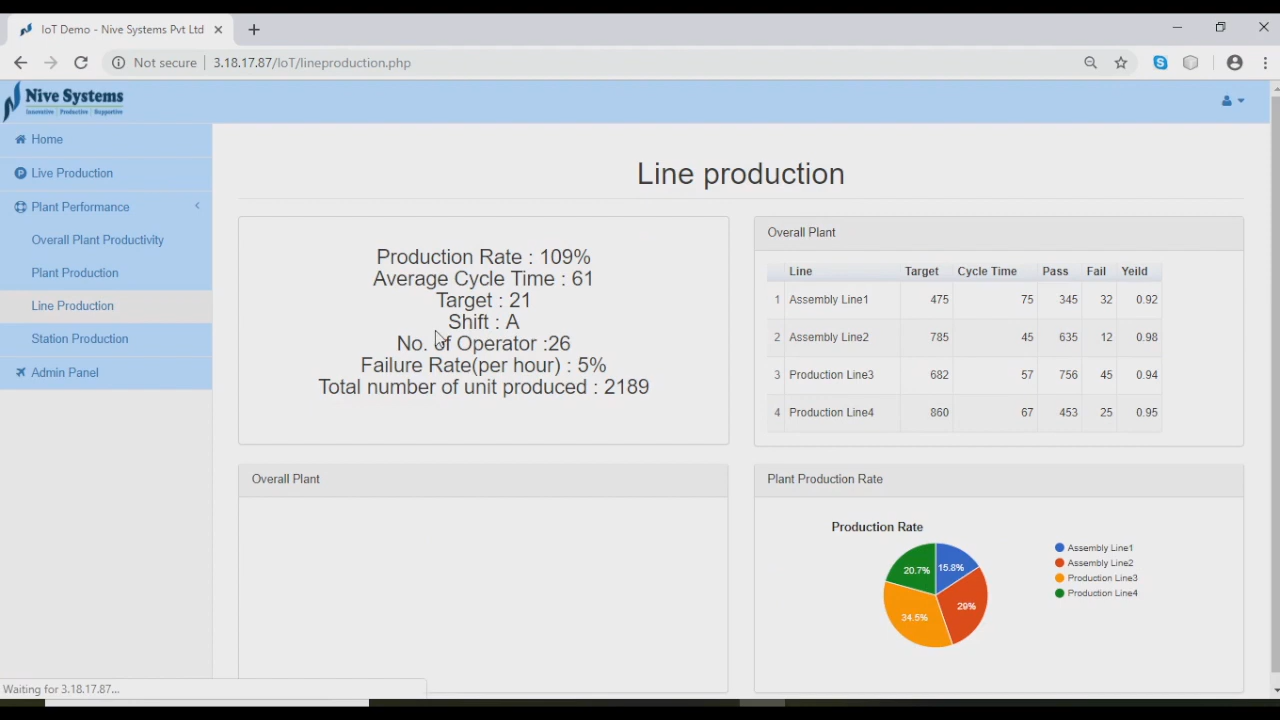 IoT Demo - Nive Systems Pvt Ltd
Not secure
3.18.17.87/IoT/lineproduction.php
Nive Systems
Innovative | Productive | Supportive
Home
Live Production
Plant Performance
Overall Plant Productivity
Plant Production
Line Production
Station Production
Admin Panel
Line production
Production Rate : 109%
Average Cycle Time : 61
Target : 21
Shift : A
No. of Operator :26
Failure Rate(per hour) : 5%
Total number of unit produced : 2189
Overall Plant
Line Target Cycle Time Pass Fail Yeild
1 Assembly Line1 475 75 345 32 0.92
2 Assembly Line2 785 45 635 12 0.98
3 Production Line3 682 57 756 45 0.94
4 Production Line4 860 67 453 25 0.95
Overall Plant
Plant Production Rate
Production Rate
20.7% 15.8%
29%
34.5%
Assembly Line1
Assembly Line2
Production Line3
Production Line4
Waiting for 3.18.17.87...